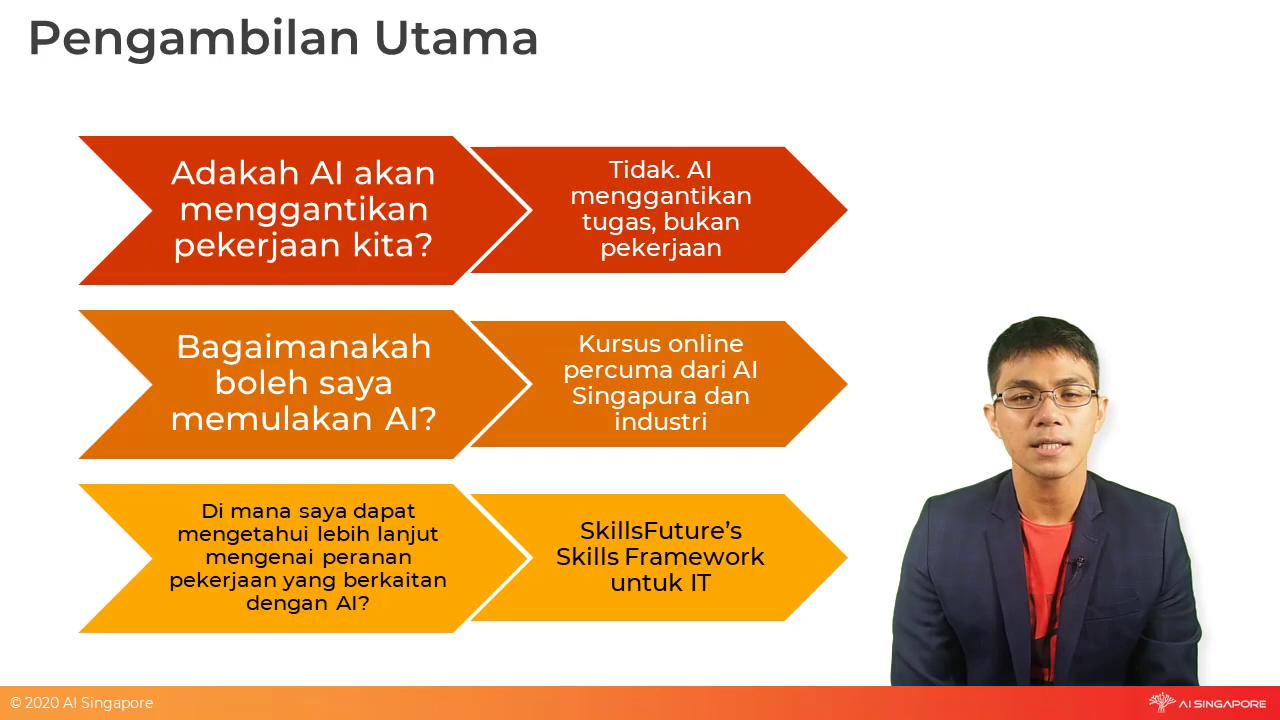 Pengambilan Utama
Adakah AI akan
menggantikan
pekerjaan kita?
Tidak. AI
menggantikan
tugas, bukan
pekerjaan
Bagaimanakah
boleh saya
memulakan AI?
Kursus online
percuma dari AI
Singapura dan
industri
Di mana saya dapat
mengetahui lebih lanjut
mengenai peranan
pekerjaan yang berkaitan
dengan AI?
SkillsFuture’s
Skills Framework
untuk IT
© 2020 AI Singapore
AI SINGAPORE